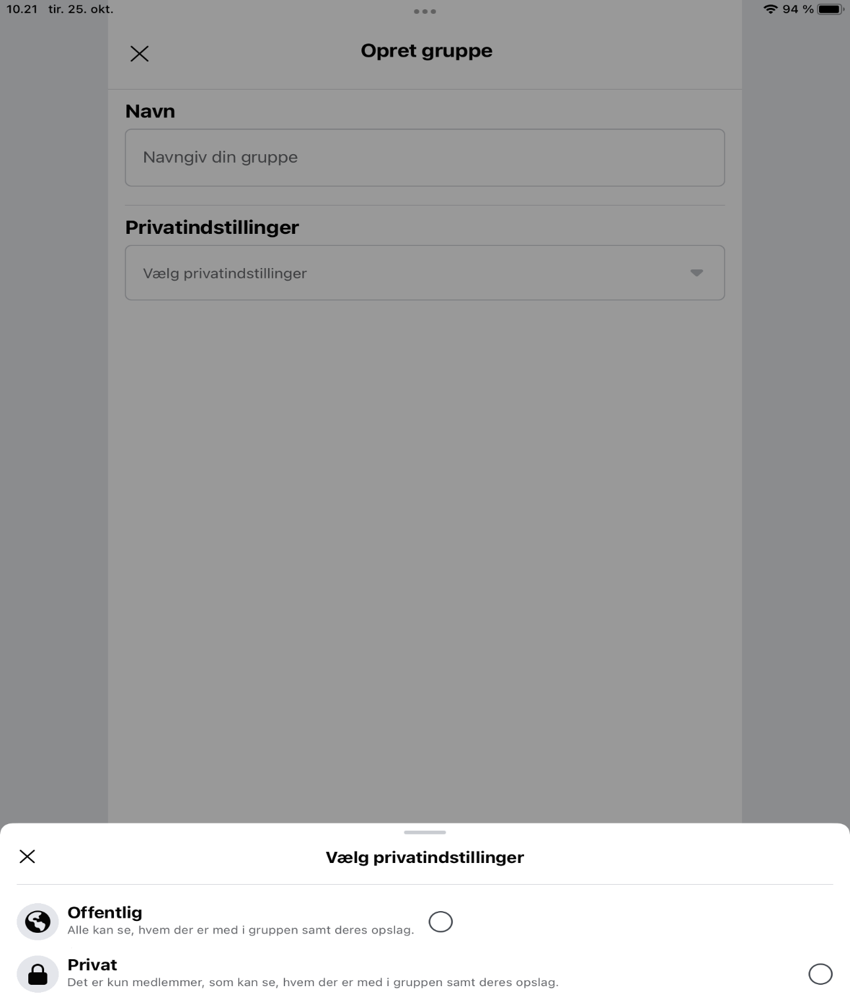 10.21 tir. 25. okt.
94 %
Opret gruppe
Navn
Navngiv din gruppe
Privatindstillinger
Vælg privatindstillinger
Vælg privatindstillinger
Offentlig
Alle kan se, hvem der er med i gruppen samt deres opslag.
Privat
Det er kun medlemmer, som kan se, hvem der er med i gruppen samt deres opslag.